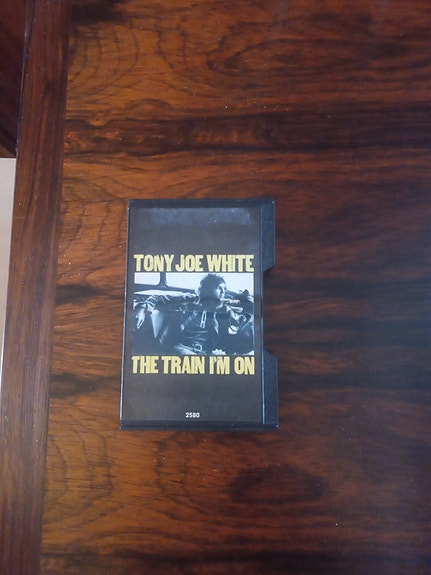 TONY JOE WHITE
THE TRAIN I'M ON
2580